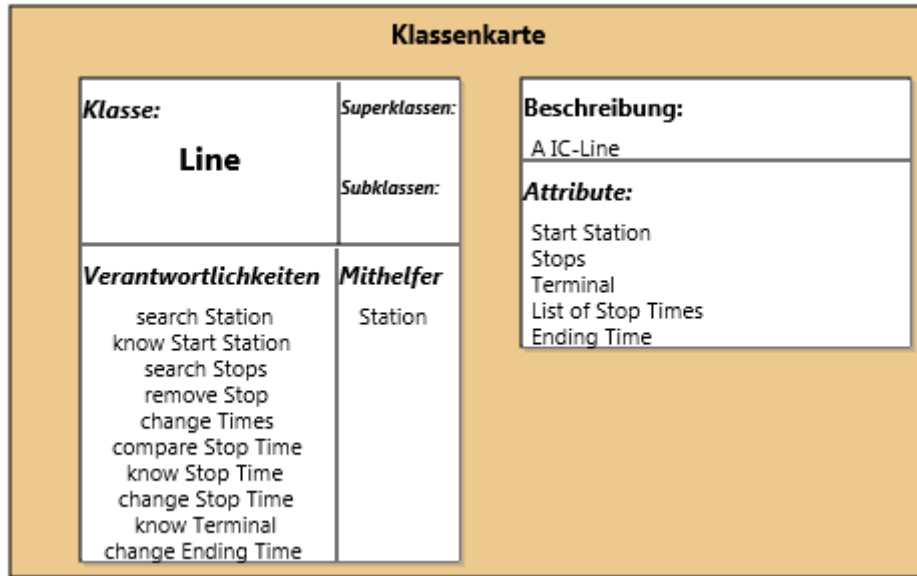 Klassenkarte
Klasse:
Line
Superklassen:
Subklassen:
Verantwortlichkeiten
search Station
know Start Station
search Stops
remove Stop
change Times
compare Stop Time
know Stop Time
change Stop Time
know Terminal
change Ending Time
Mithelfer
Station
Beschreibung:
A IC-Line
Attribute:
Start Station
Stops
Terminal
List of Stop Times
Ending Time